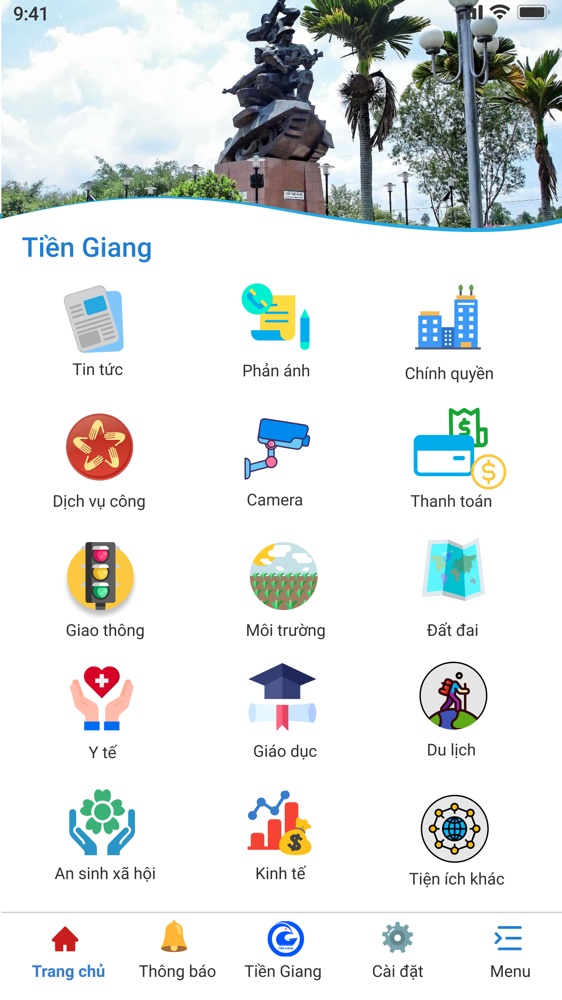 9:41
Tiền Giang
Tin tức
Phản ánh
Chính quyền
Dịch vụ công
Camera
Thanh toán
Giao thông
Môi trường
Đất đai
Y tế
Giáo dục
Du lịch
An sinh xã hội
Kinh tế
Tiện ích khác
TIỀN GIANG
Trang chủ
Thông báo
Tiền Giang
Cài đặt
Menu